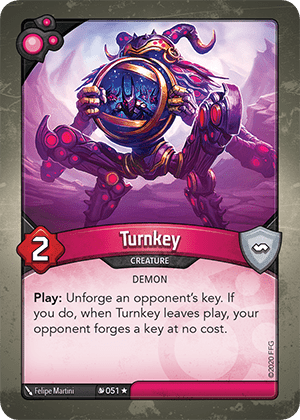 2
Turnkey
CREATURE
DEMON
Play: Unforge an opponent's key. If
you do, when Turnkey leaves play, your
opponent forges a key at no cost.
Felipe Martini
051 ★
©2020 FFG